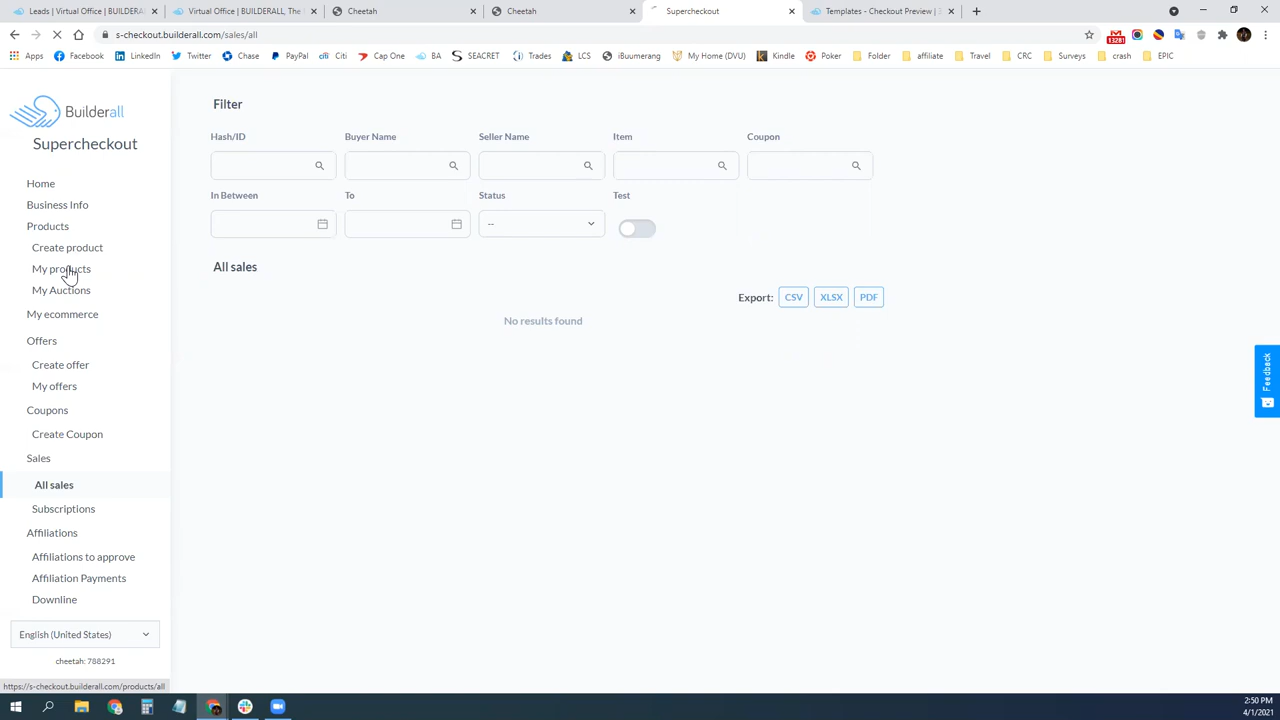 Leads | Virtual Office | BUILDERAL
Virtual Office | BUILDERALL, The
Cheetah
Cheetah
Supercheckout
Templates - Checkout Preview | S
s-checkout.builderall.com/sales/all
13281
Apps
Facebook
LinkedIn
Twitter
Chase
PayPal
Citi
Cap One
BA
SEACRET
Trades
LCS
iBuumerang
My Home (DVU)
Kindle
Poker
Folder
affiliate
Travel
CRC
Surveys
crash
EPIC
Builderall
Supercheckout
Home
Business Info
Products
Create product
My products
My Auctions
My ecommerce
Offers
Create offer
My offers
Coupons
Create Coupon
Sales
All sales
Subscriptions
Affiliations
Affiliations to approve
Affiliation Payments
Downline
English (United States)
cheetah: 788291
https://s-checkout.builderall.com/products/all
Filter
Hash/ID
Buyer Name
Seller Name
Item
Coupon
In Between
To
Status
Test
--
All sales
Export:
CSV
XLSX
PDF
No results found
Feedback
2:50 PM
4/1/2021